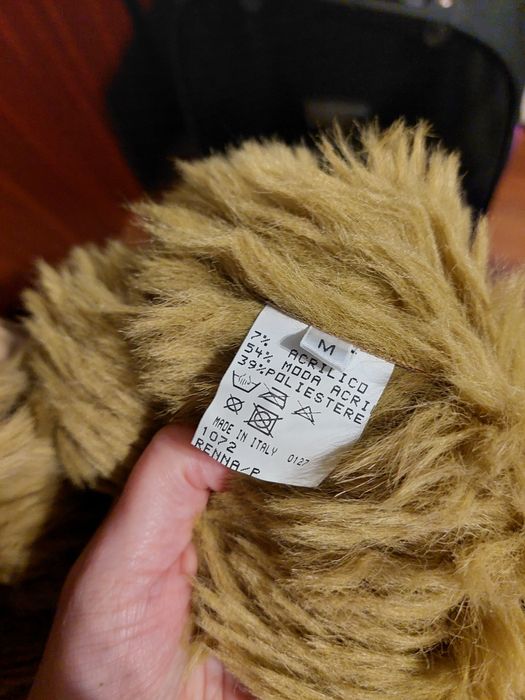 M
7% ACRILICO
54% MODA ACRI
39%POLIESTERE
MADE IN ITALY 0127
1072
RENNA/P